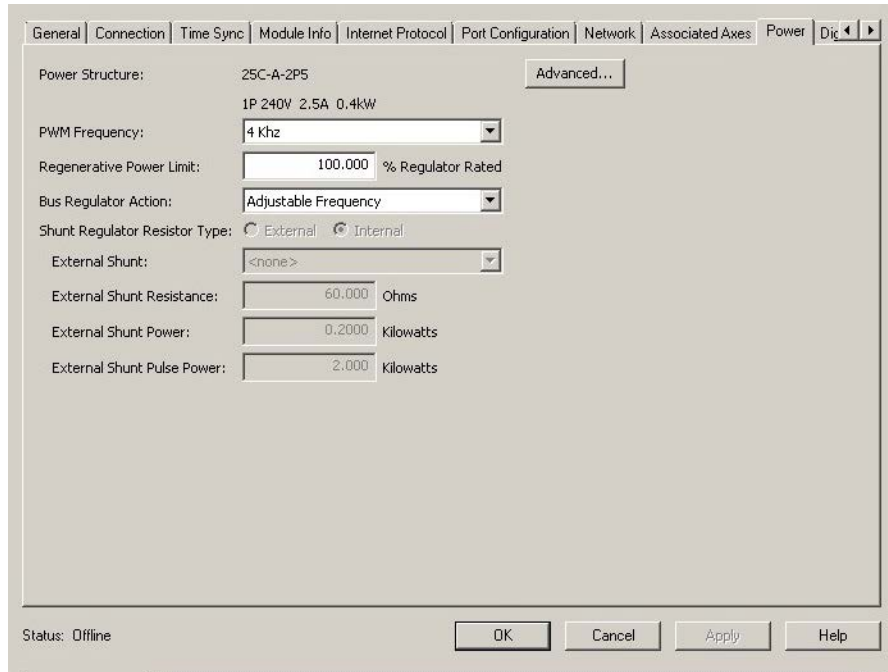 General Connection Time Sync Module Info Internet Protocol Port Configuration Network Associated Axes Power Dig
Power Structure: 25C-A-2P5 Advanced...
1P 240V 2.5A 0.4kW
PWM Frequency: 4 Khz
Regenerative Power Limit: 100.000 % Regulator Rated
Bus Regulator Action: Adjustable Frequency
Shunt Regulator Resistor Type: External Internal
External Shunt: <none>
External Shunt Resistance: 60.000 Ohms
External Shunt Power: 0.2000 Kilowatts
External Shunt Pulse Power: 2.000 Kilowatts
Status: Offline OK Cancel Apply Help